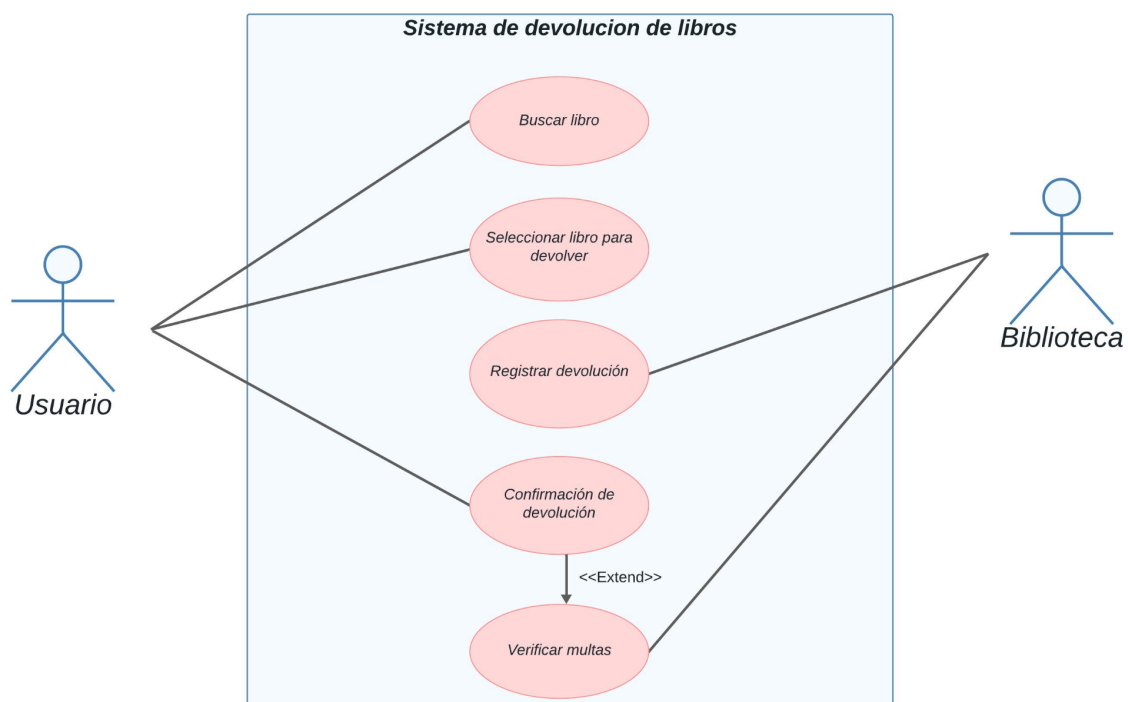 Sistema de devolucion de libros
Buscar libro
Seleccionar libro para
devolver
Registrar devolución
Biblioteca
Usuario
Confirmación de
devolución
<<Extend>>
Verificar multas